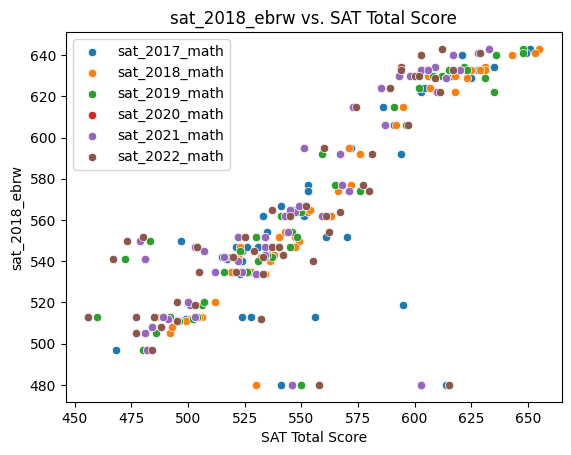 sat_2018_ebrw vs. SAT Total Score
sat_2017_math
sat_2018_math
sat_2019_math
sat_2020_math
sat_2021_math
sat_2022_math
sat_2018_ebrw
640
620
600
580
560
540
520
500
480
450
475
500
525
550
575
600
625
650
SAT Total Score